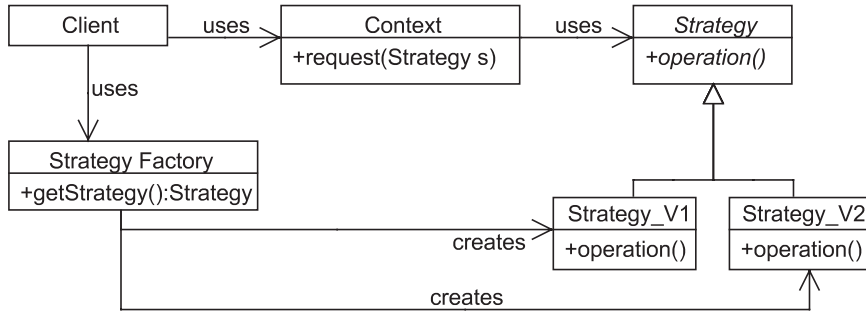 Client
uses
Context
+request(Strategy s)
uses
Strategy
+operation()
uses
Strategy Factory
+getStrategy():Strategy
creates
Strategy_V1
+operation()
Strategy_V2
+operation()
creates